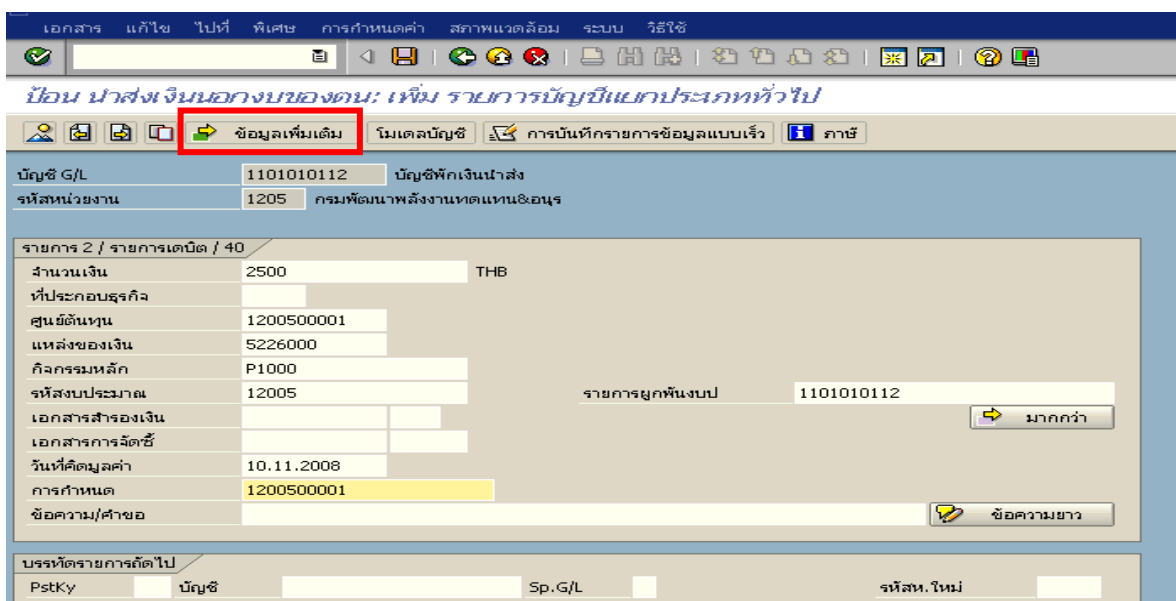 เอกสาร แก้ไข ไปที่ พิเศษ การกำหนดค่า สภาพแวดล้อม ระบบ วิธีใช้
ป้อน นำส่งเงินนอกงบของตน: เพิ่ม รายการบัญชีแยกประเภททั่วไป
ข้อมูลเพิ่มเติม โมเดลบัญชี การบันทึกรายการข้อมูลแบบเร็ว ภาษี
บัญชี G/L 1101010112 บัญชีพักเงินนำส่ง
รหัสหน่วยงาน 1205 กรมพัฒนาพลังงานทดแทน&อนุร
รายการ 2 / รายการเดบิต / 40
จำนวนเงิน 2500 THB
ที่ประกอบธุรกิจ
ศูนย์ต้นทุน 1200500001
แหล่งของเงิน 5226000
กิจกรรมหลัก P1000
รหัสงบประมาณ 12005 รายการผูกพันงบป 1101010112
เอกสารสำรองเงิน มากกว่า
เอกสารการจัดซื้
วันที่คิดมูลค่า 10.11.2008
การกำหนด 1200500001
ข้อความ/คำขอ ข้อความยาว
บรรทัดรายการถัดไป
PstKy บัญชี Sp.G/L รหัสห.ใหม่